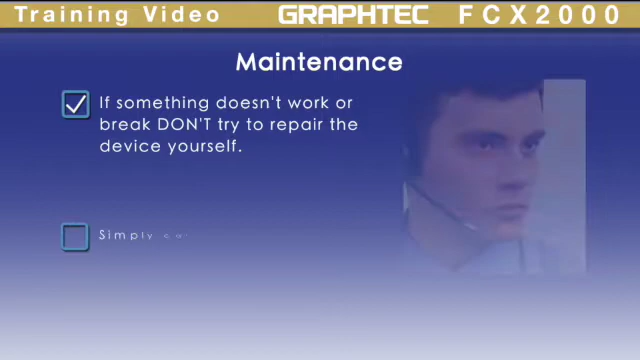 Training Video GRAPHTEC FCX2000
Maintenance
If something doesn't work or
break DON'T try to repair the
device yourself.
Simply